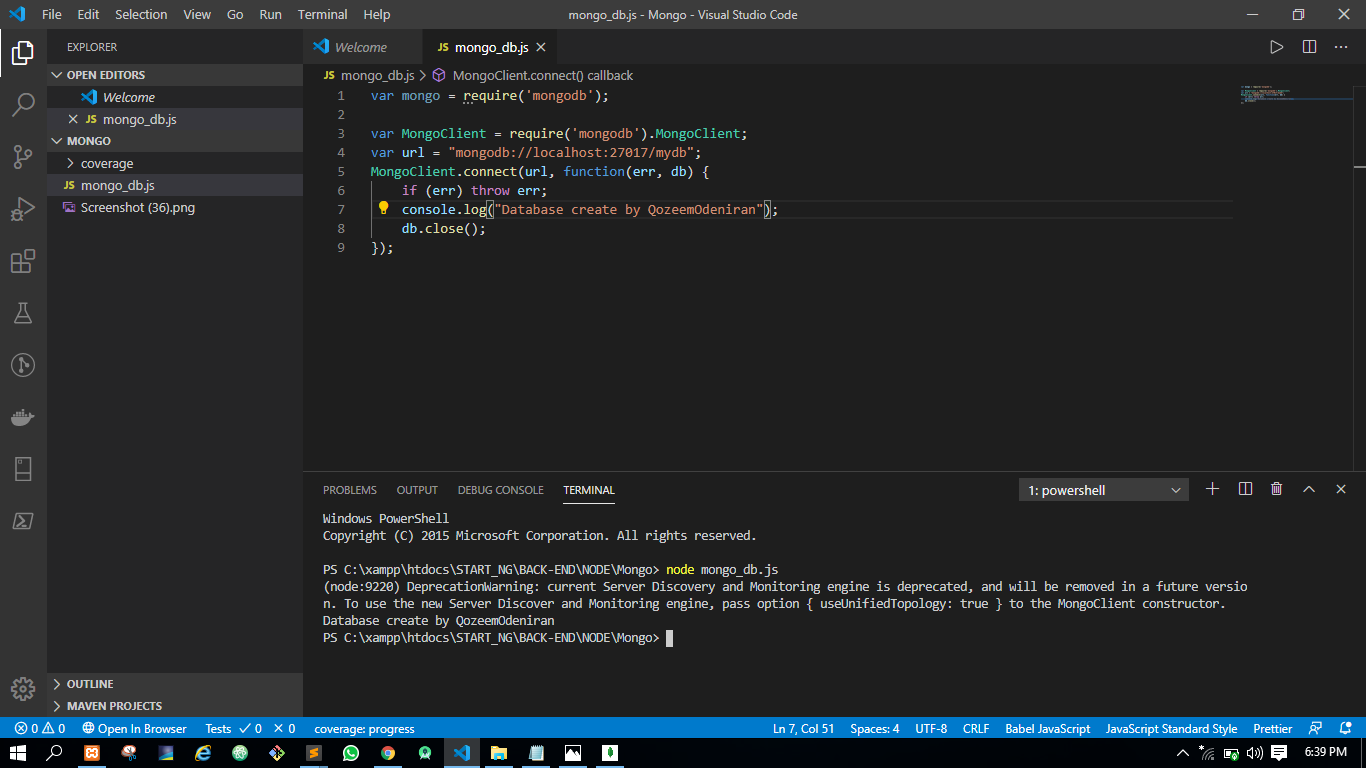 File Edit Selection View Go Run Terminal Help
mongo_db.js - Mongo - Visual Studio Code
EXPLORER
OPEN EDITORS
Welcome
JS mongo_db.js
MONGO
coverage
JS mongo_db.js
Screenshot (36).png
OUTLINE
MAVEN PROJECTS
Welcome
JS mongo_db.js
JS mongo_db.js > MongoClient.connect() callback
1 var mongo = require('mongodb');
2
3 var MongoClient = require('mongodb').MongoClient;
4 var url = "mongodb://localhost:27017/mydb";
5 MongoClient.connect(url, function(err, db) {
6 if (err) throw err;
7 console.log("Database create by QozeemOdeniran");
8 db.close();
9 });
PROBLEMS OUTPUT DEBUG CONSOLE TERMINAL
1: powershell
Windows PowerShell
Copyright (C) 2015 Microsoft Corporation. All rights reserved.
PS C:\xampp\htdocs\START_NG\BACK-END\NODE\Mongo> node mongo_db.js
(node:9220) DeprecationWarning: current Server Discovery and Monitoring engine is deprecated, and will be removed in a future versio
n. To use the new Server Discover and Monitoring engine, pass option { useUnifiedTopology: true } to the MongoClient constructor.
Database create by QozeemOdeniran
PS C:\xampp\htdocs\START_NG\BACK-END\NODE\Mongo>
0 0 Open In Browser Tests 0 0 coverage: progress
Ln 7, Col 51 Spaces: 4 UTF-8 CRLF Babel JavaScript JavaScript Standard Style Prettier
6:39 PM